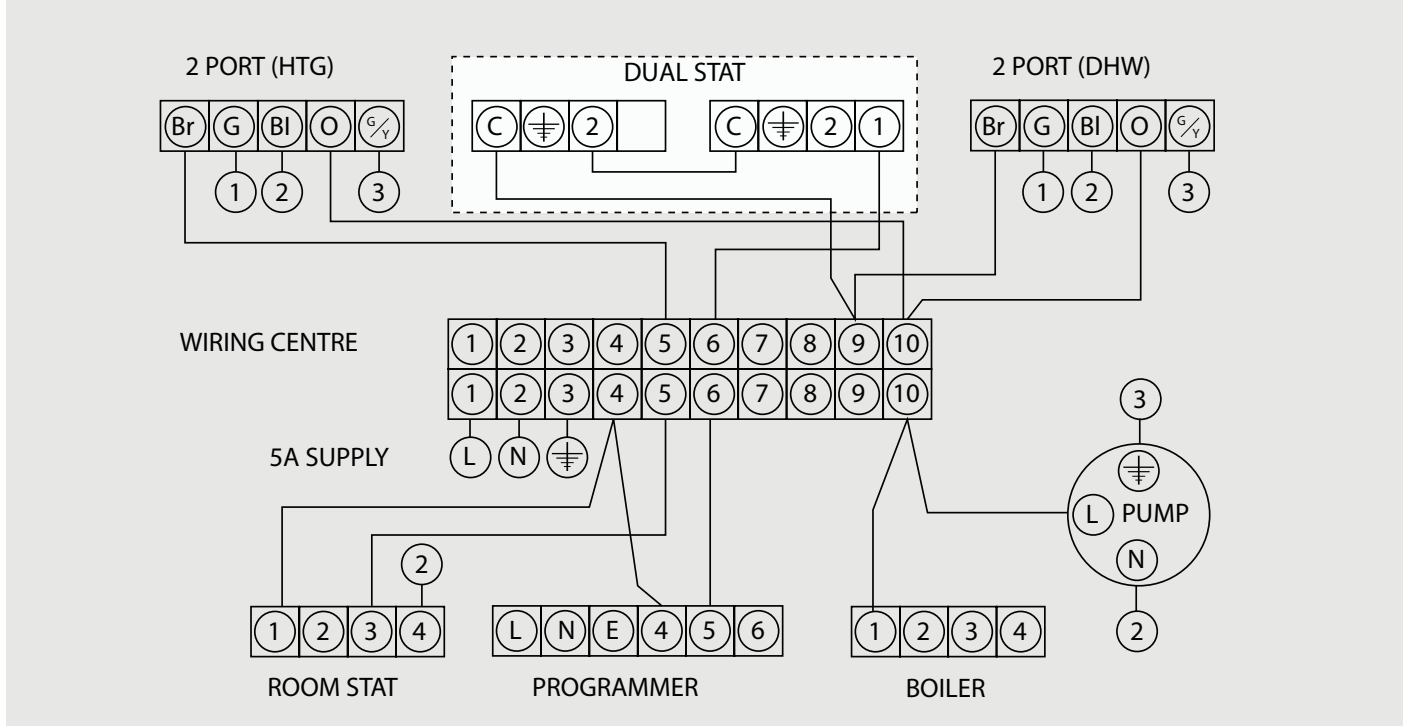 2 PORT (HTG)
DUAL STAT
2 PORT (DHW)
Br G Bl O G/Y
C 2
C 2 1
Br G Bl O G/Y
1 2 3
1 2 3
WIRING CENTRE
1 2 3 4 5 6 7 8 9 10
1 2 3 4 5 6 7 8 9 10
3
5A SUPPLY
L N
L PUMP
N
2
2
1 2 3 4
L N E 4 5 6
1 2 3 4
ROOM STAT
PROGRAMMER
BOILER